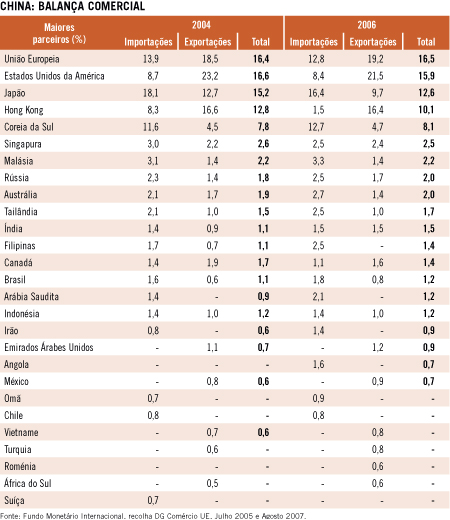 CHINA: BALANÇA COMERCIAL
Maiores parceiros (%) 2004 2006
Importações Exportações Total Importações Exportações Total
União Europeia 13,9 18,5 16,4 12,8 19,2 16,5
Estados Unidos da América 8,7 23,2 16,6 8,4 21,5 15,9
Japão 18,1 12,7 15,2 16,4 9,7 12,6
Hong Kong 8,3 16,6 12,8 1,5 16,4 10,1
Coreia da Sul 11,6 4,5 7,8 12,7 4,7 8,1
Singapura 3,0 2,2 2,6 2,5 2,4 2,5
Malásia 3,1 1,4 2,2 3,3 1,4 2,2
Rússia 2,3 1,4 1,8 2,5 1,7 2,0
Austrália 2,1 1,7 1,9 2,7 1,4 2,0
Tailândia 2,1 1,0 1,5 2,5 1,0 1,7
Índia 1,4 0,9 1,1 1,5 1,5 1,5
Filipinas 1,7 0,7 1,1 2,5 - 1,4
Canadá 1,4 1,9 1,7 1,1 1,6 1,4
Brasil 1,6 0,6 1,1 1,8 0,8 1,2
Arábia Saudita 1,4 - 0,9 2,1 - 1,2
Indonésia 1,4 1,0 1,2 1,4 1,0 1,2
Irão 0,8 - 0,6 1,4 - 0,9
Emirados Árabes Unidos - 1,1 0,7 - 1,2 0,9
Angola - - - 1,6 - 0,7
México - 0,8 0,6 - 0,9 0,7
Omã 0,7 - - 0,9 - -
Chile 0,8 - - 0,8 - -
Vietname - 0,7 0,6 - 0,8 -
Turquia - 0,6 - - 0,8 -
Roménia - - - - 0,6 -
África do Sul - 0,5 - - 0,6 -
Suíça 0,7 - - - - -
Fonte: Fundo Monetário Internacional, recolha DG Comércio UE, Julho 2005 e Agosto 2007.